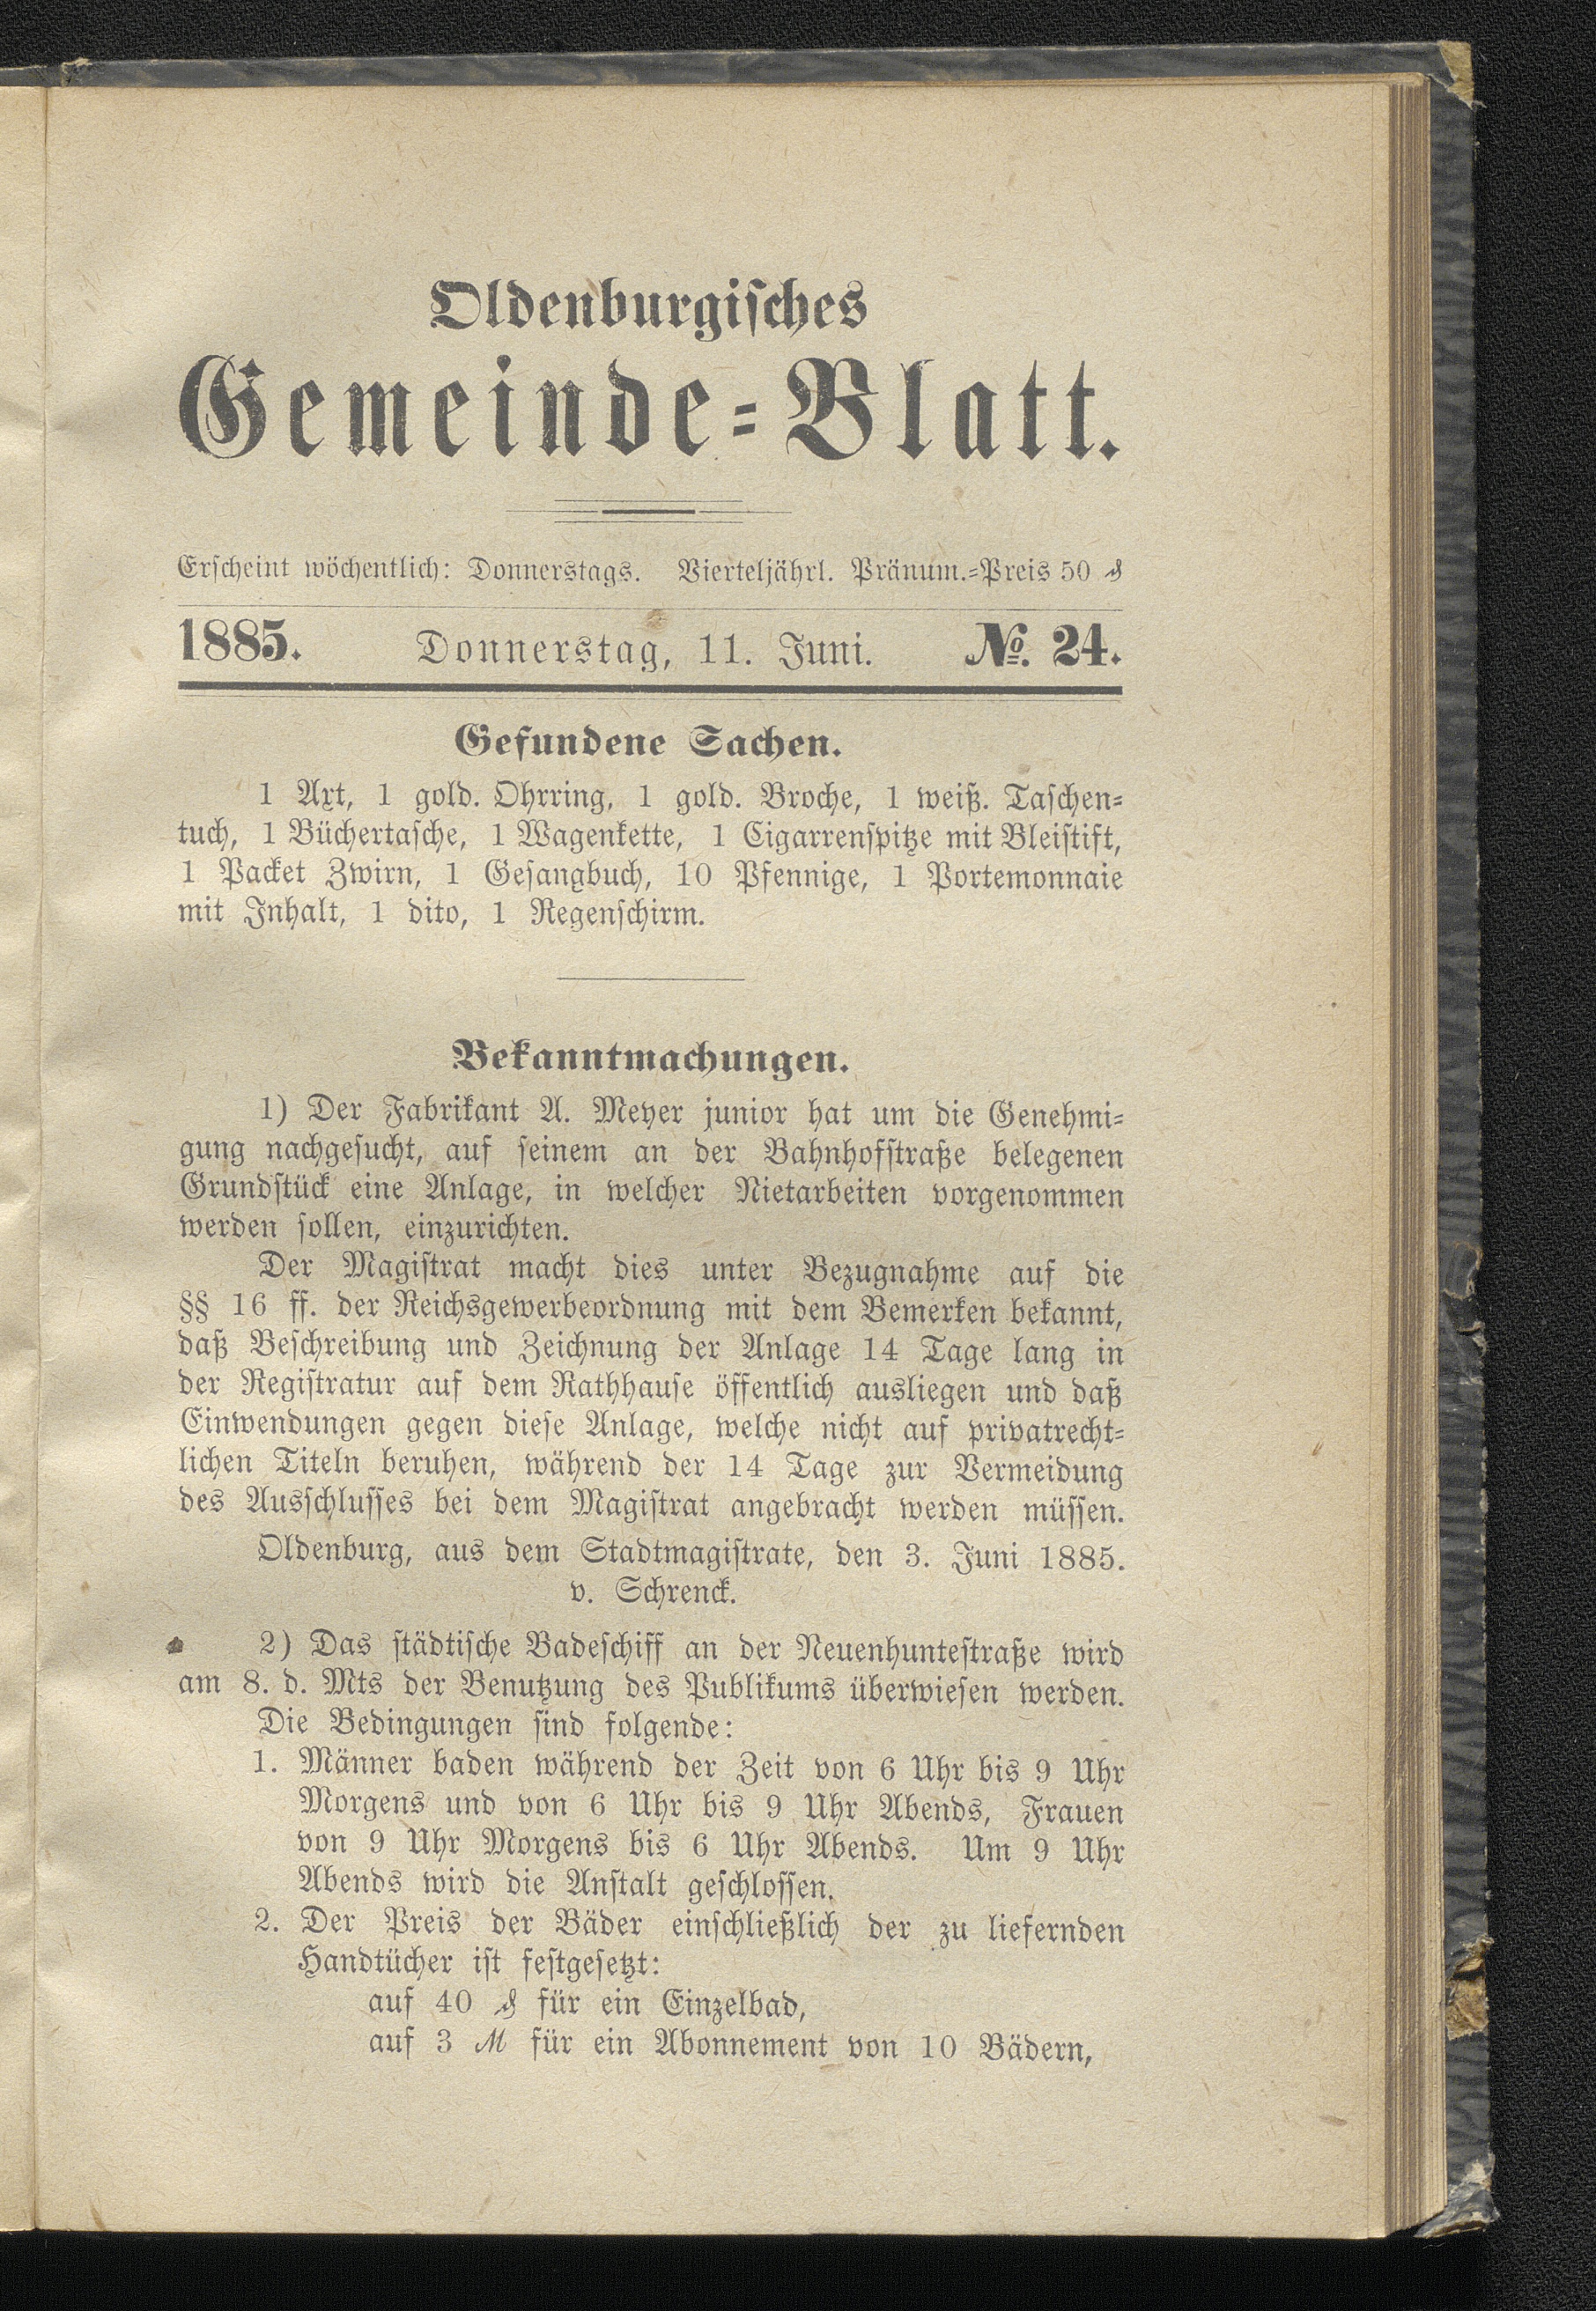 Oldenburgisches
Gemeinde-Blatt.
Erscheint wöchentlich: Donnerstags. Vierteljährl. Pränum.-Preis 50 ₰
1885. Donnerstag, 11. Juni. №. 24.
Gefundene Sachen.
1 Axt, 1 gold. Ohrring, 1 gold. Broche, 1 weiß. Taschen-
tuch, 1 Büchertasche, 1 Wagenkette, 1 Cigarrenspitze mit Bleistift,
1 Packet Zwirn, 1 Gesangbuch, 10 Pfennige, 1 Portemonnaie
mit Inhalt, 1 dito, 1 Regenschirm.
Bekanntmachungen.
1) Der Fabrikant A. Meyer junior hat um die Genehmi-
gung nachgesucht, auf seinem an der Bahnhofstraße belegenen
Grundstück eine Anlage, in welcher Nietarbeiten vorgenommen
werden sollen, einzurichten.
Der Magistrat macht dies unter Bezugnahme auf die
§§ 16 ff. der Reichsgewerbeordnung mit dem Bemerken bekannt,
daß Beschreibung und Zeichnung der Anlage 14 Tage lang in
der Registratur auf dem Rathhause öffentlich ausliegen und daß
Einwendungen gegen diese Anlage, welche nicht auf privatrecht-
lichen Titeln beruhen, während der 14 Tage zur Vermeidung
des Ausschlusses bei dem Magistrat angebracht werden müssen.
Oldenburg, aus dem Stadtmagistrate, den 3. Juni 1885.
v. Schrenck.
2) Das städtische Badeschiff an der Neuenhuntestraße wird
am 8. d. Mts der Benutzung des Publikums überwiesen werden.
Die Bedingungen sind folgende:
1. Männer baden während der Zeit von 6 Uhr bis 9 Uhr
Morgens und von 6 Uhr bis 9 Uhr Abends, Frauen
von 9 Uhr Morgens bis 6 Uhr Abends. Um 9 Uhr
Abends wird die Anstalt geschlossen.
2. Der Preis der Bäder einschließlich der zu liefernden
Handtücher ist festgesetzt:
auf 40 ₰ für ein Einzelbad,
auf 3 ℳ für ein Abonnement von 10 Bädern,